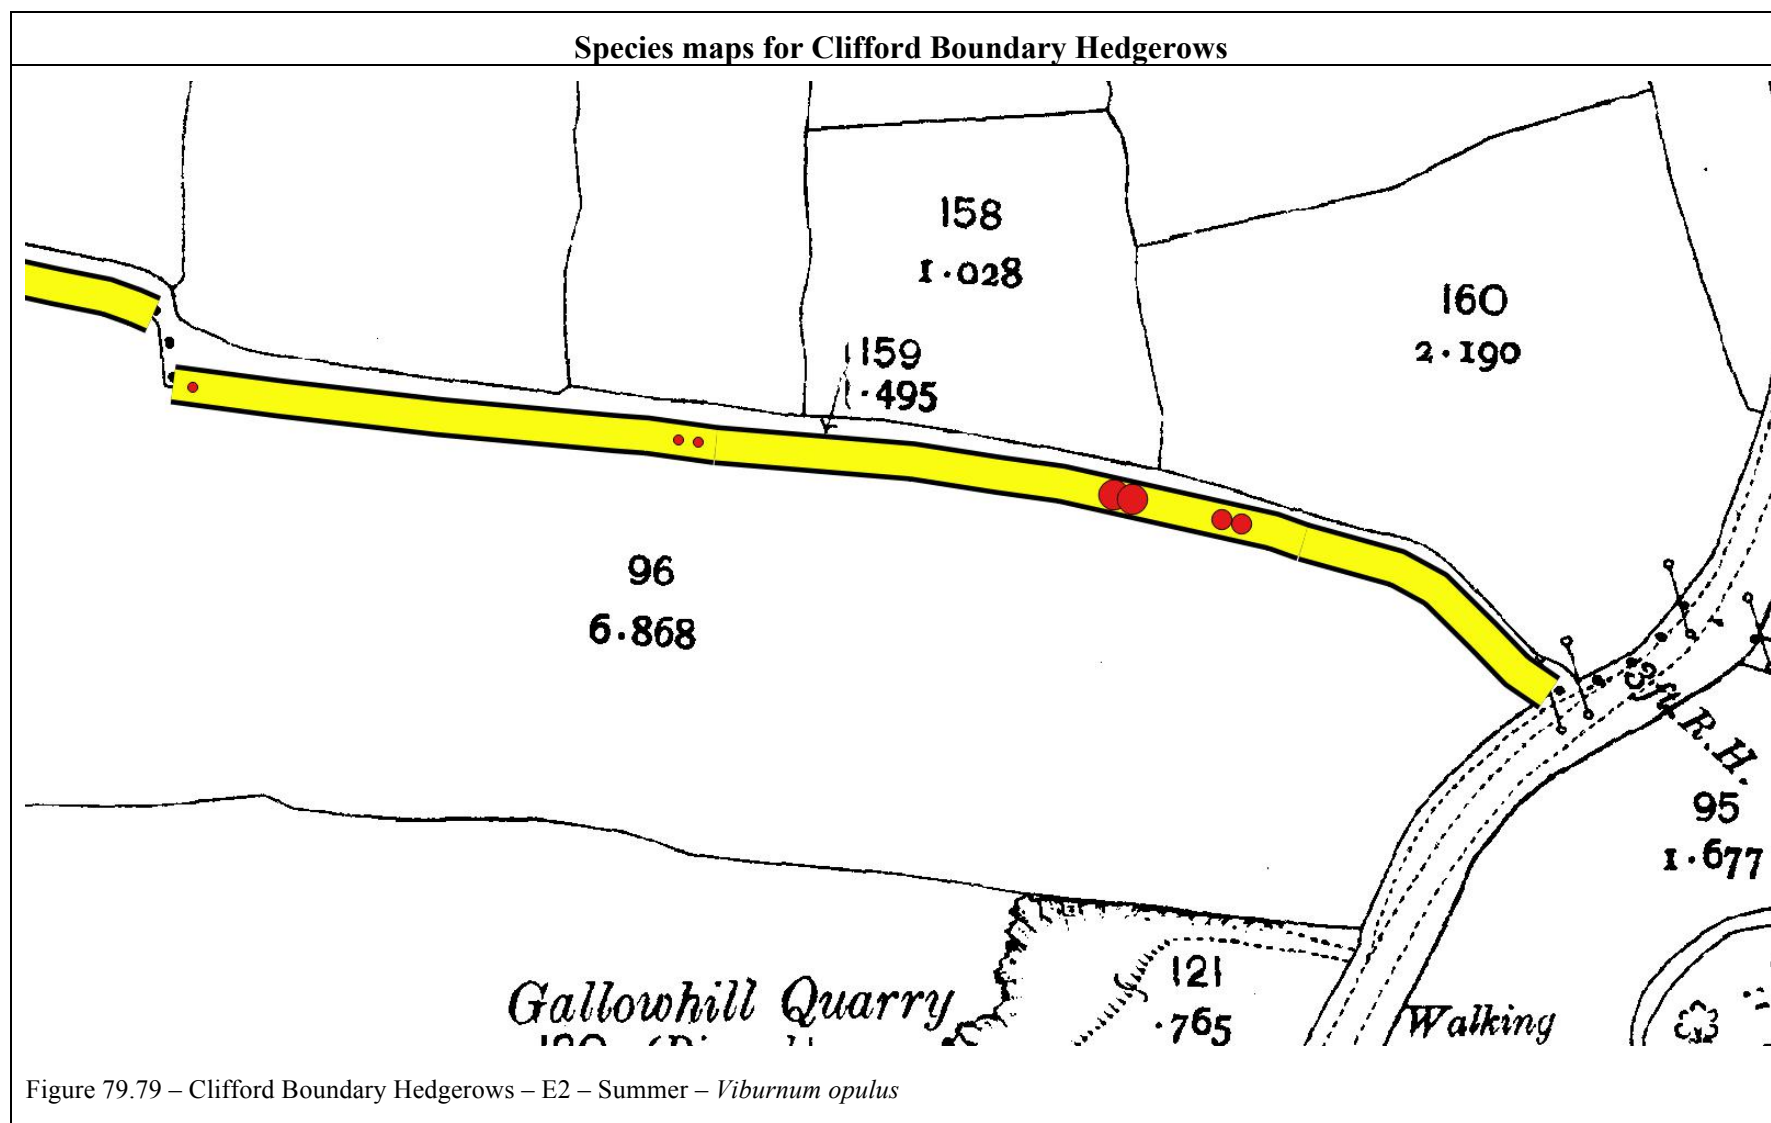 Species maps for Clifford Boundary Hedgerows
158
1·028
160
2·190
159
·495
96
6·868
3ft R.H.
95
1·677
Gallowhill Quarry
121
·765
Walking
Figure 79.79 – Clifford Boundary Hedgerows – E2 – Summer – Viburnum opulus